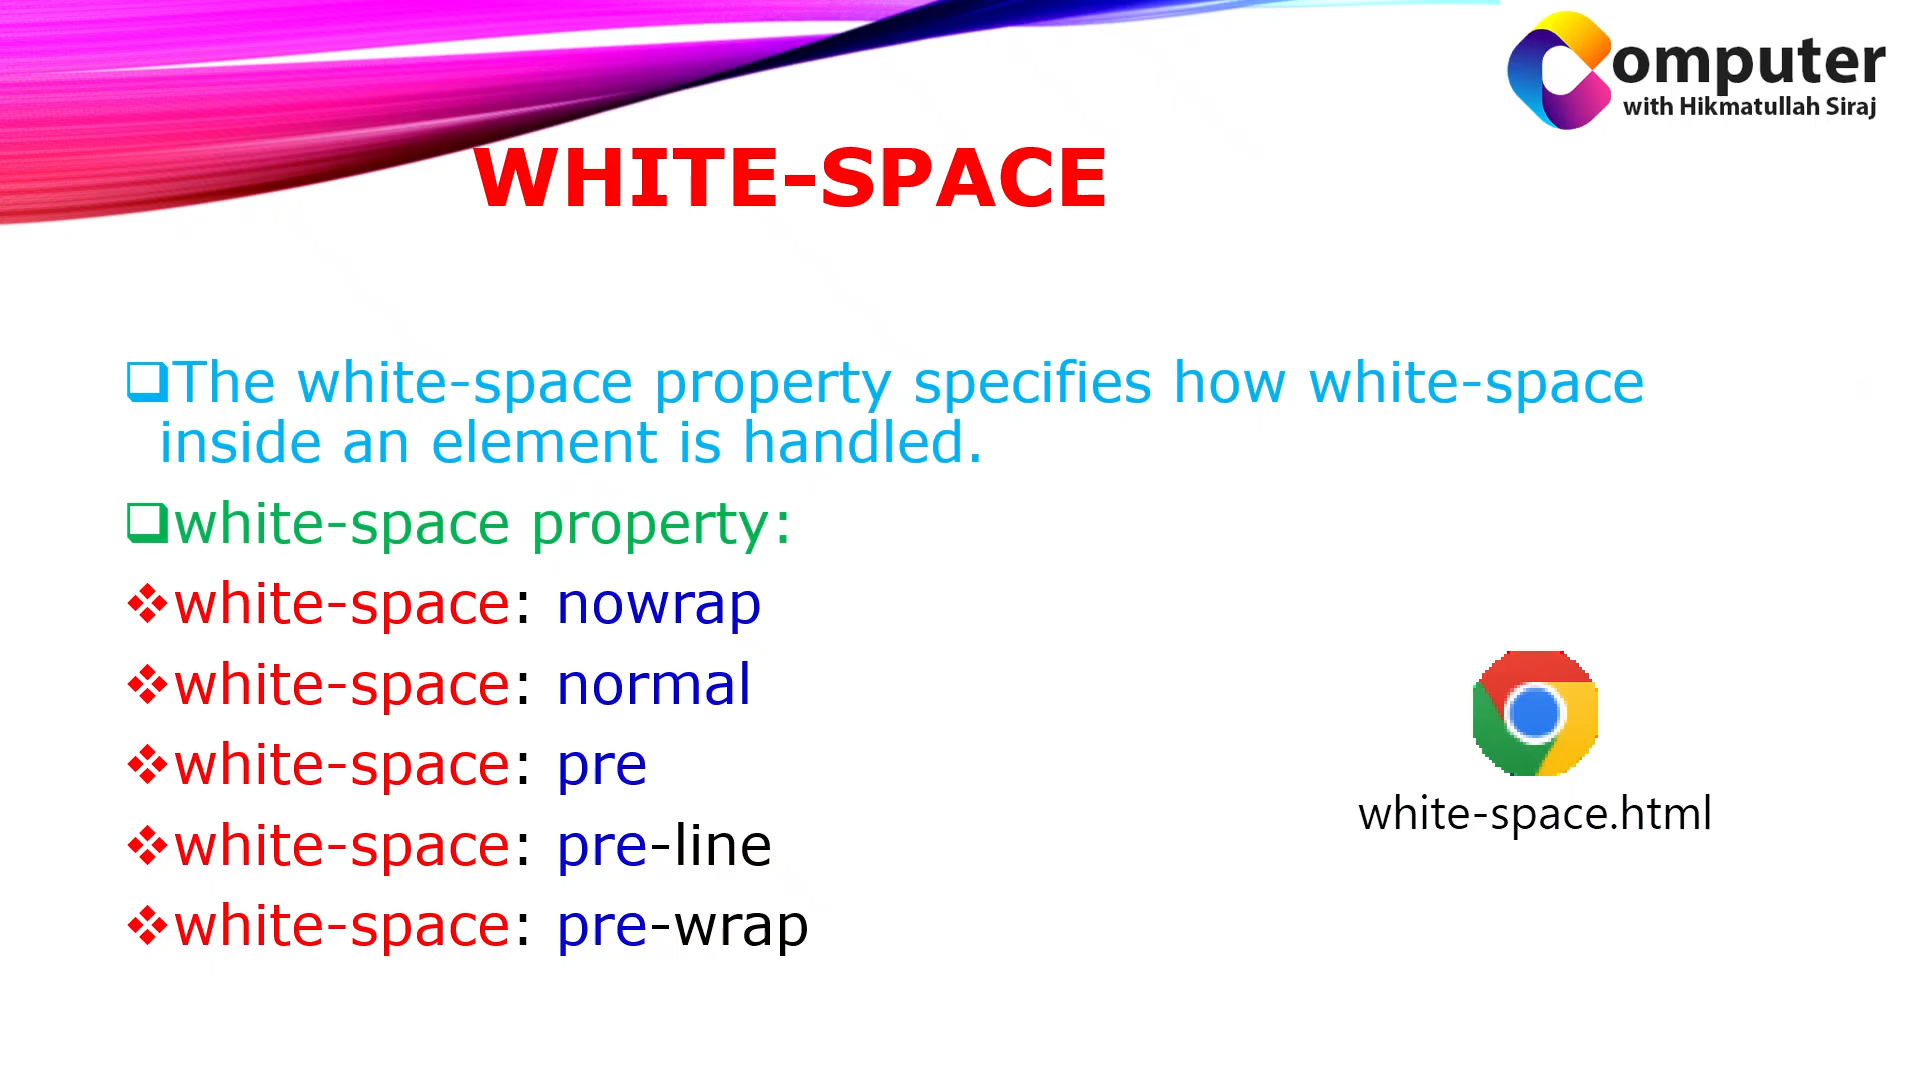 omputer
with Hikmatullah Siraj
WHITE-SPACE
The white-space property specifies how white-space
inside an element is handled.
white-space property:
white-space: nowrap
white-space: normal
white-space: pre
white-space: pre-line
white-space: pre-wrap
white-space.html